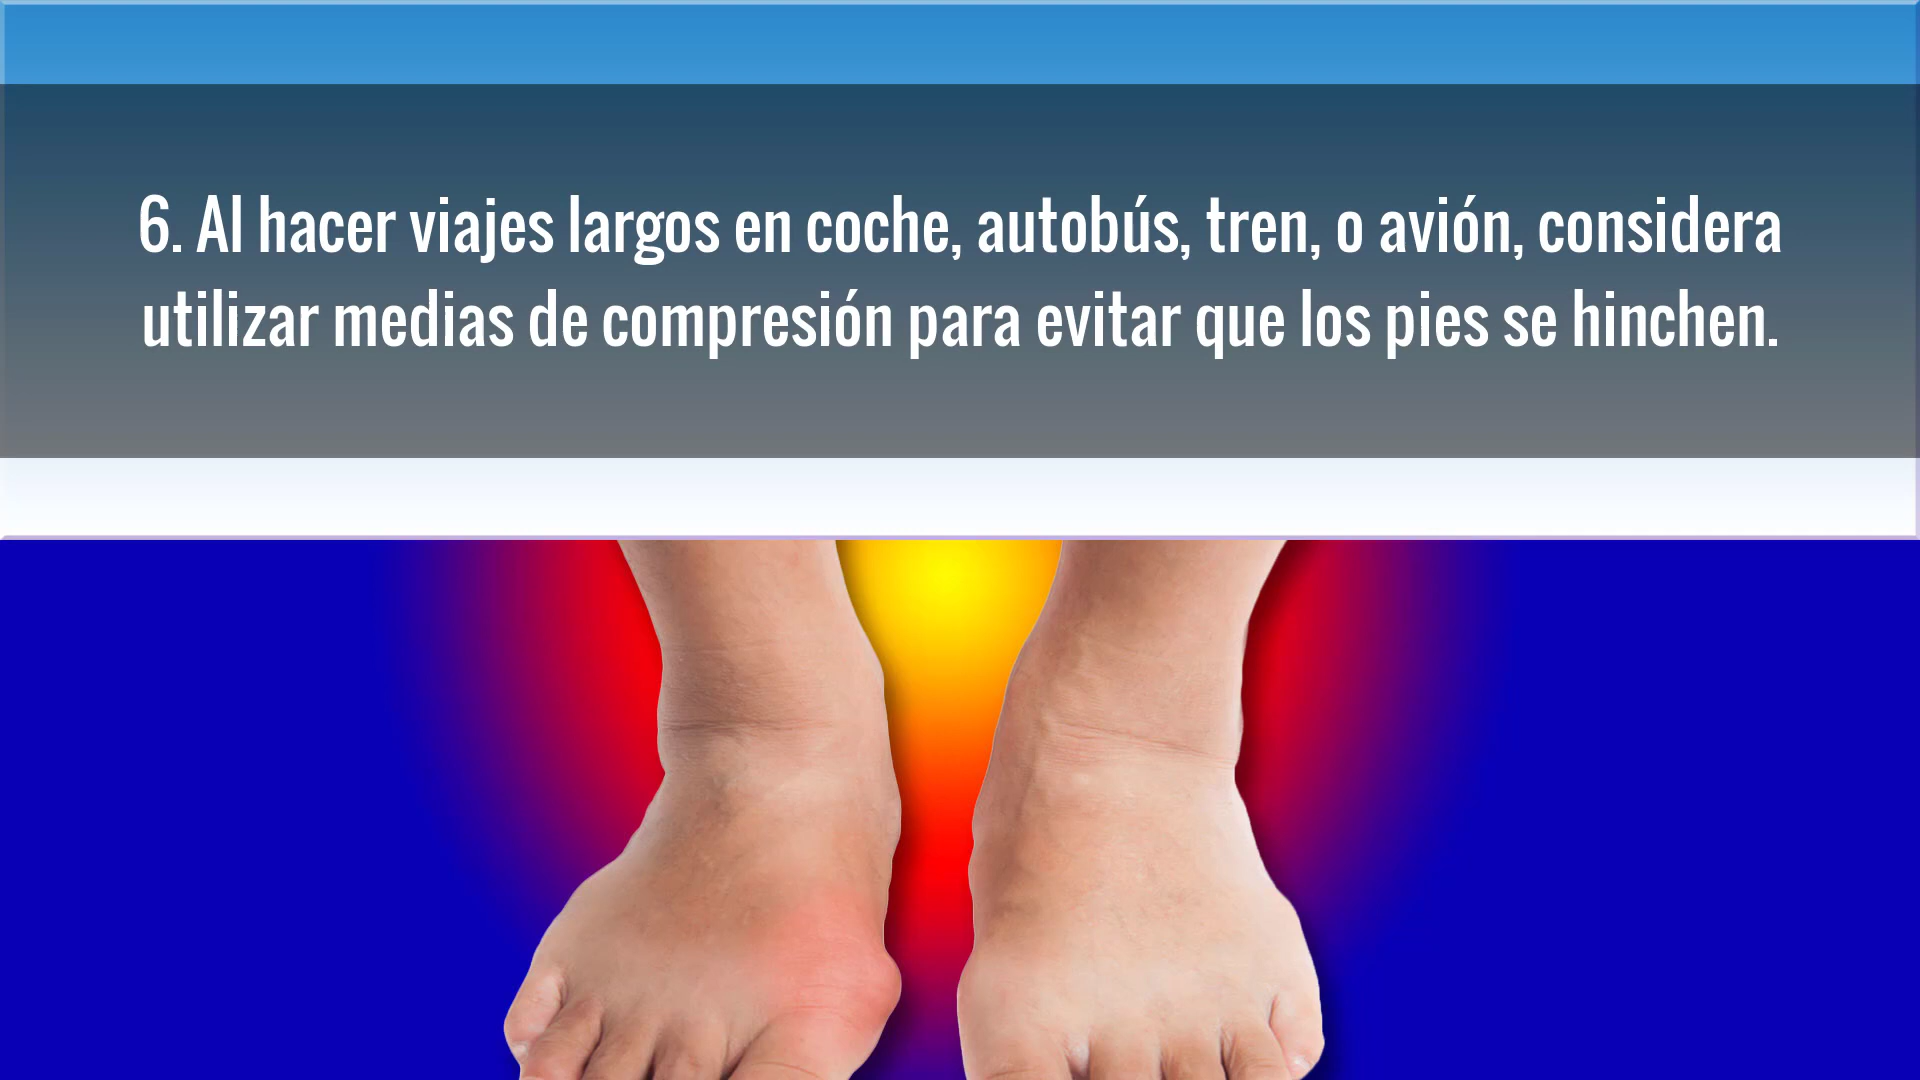 6. Al hacer viajes largos en coche, autobús, tren, o avión, considera
utilizar medias de compresión para evitar que los pies se hinchen.